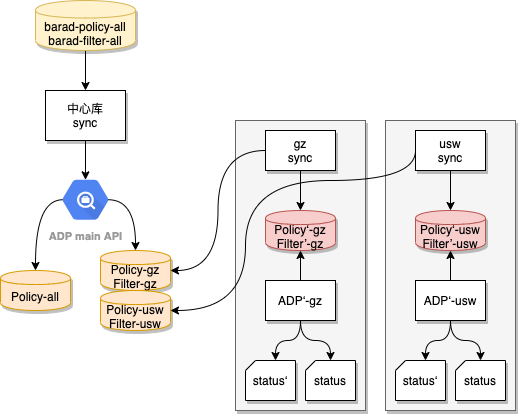 barad-policy-all
barad-filter-all
中心库
sync
ADP main API
Policy-all
Policy-gz
Filter-gz
Policy-usw
Filter-usw
gz
sync
Policy‘-gz
Filter’-gz
ADP‘-gz
status‘
status
usw
sync
Policy‘-usw
Filter’-usw
ADP‘-usw
status‘
status